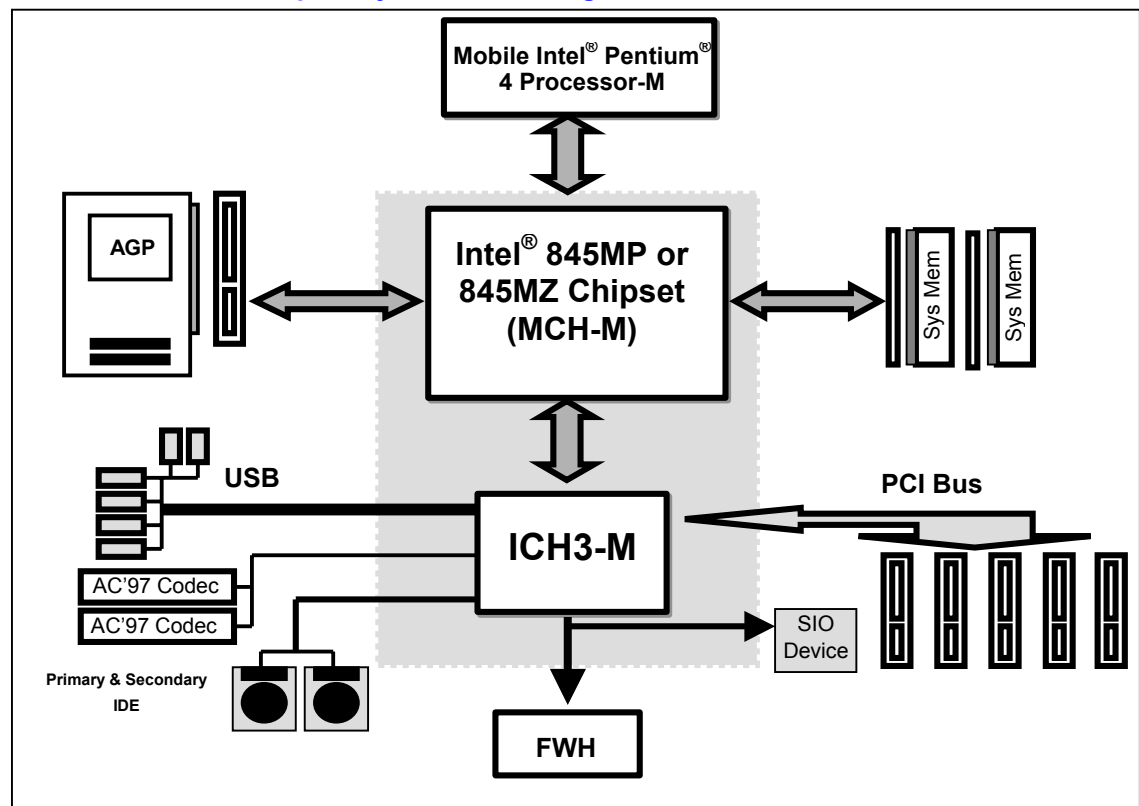 Mobile Intel® Pentium®
4 Processor-M
Intel® 845MP or
845MZ Chipset
(MCH-M)
AGP
Sys Mem
Sys Mem
USB
PCI Bus
ICH3-M
AC'97 Codec
AC'97 Codec
SIO
Device
Primary & Secondary
IDE
FWH